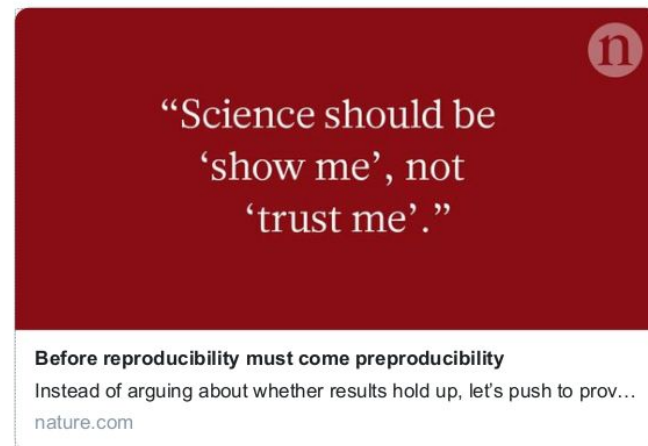 n
“Science should be
‘show me’, not
‘trust me’.”
Before reproducibility must come preproducibility
Instead of arguing about whether results hold up, let’s push to prov…
nature.com